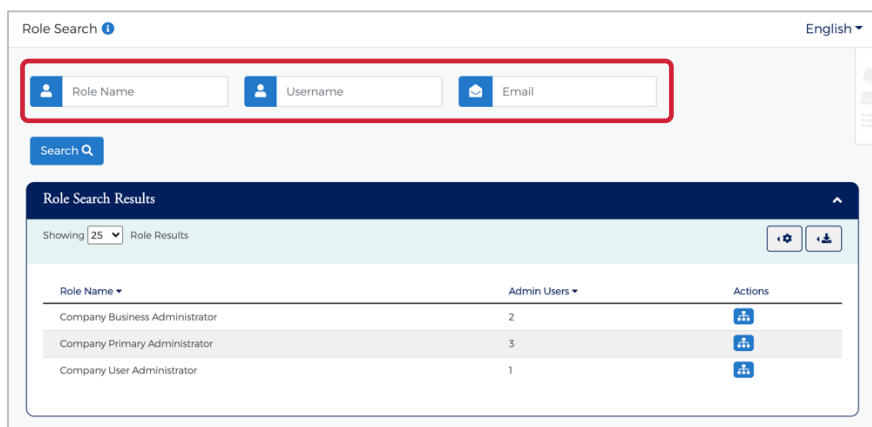 Role Search
English
Role Name Username Email
Search
Role Search Results
Showing 25 Role Results
Role Name Admin Users Actions
Company Business Administrator 2
Company Primary Administrator 3
Company User Administrator 1